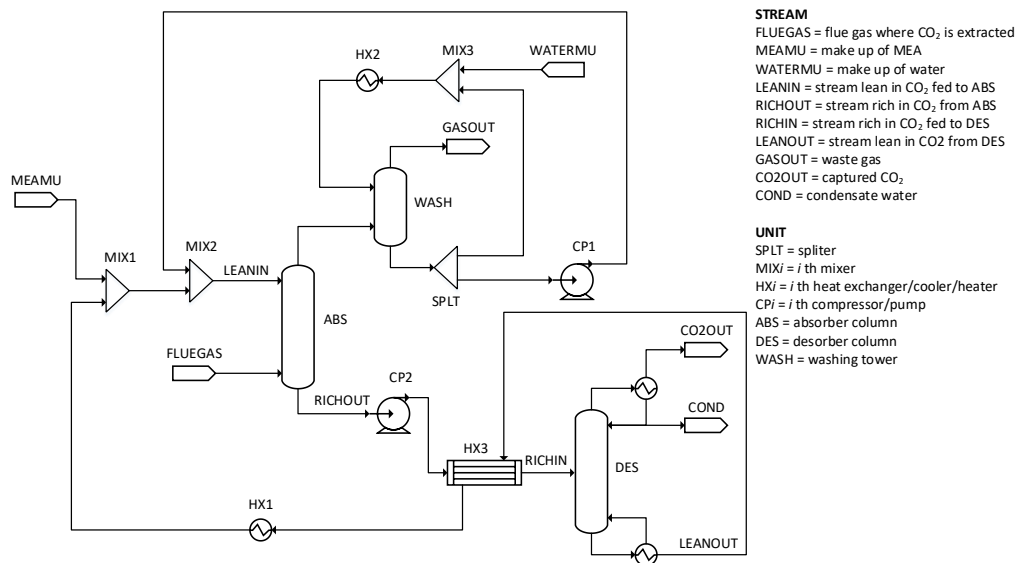 HX2
MIX3
WATERMU
GASOUT
WASH
MEAMU
MIX1
MIX2
LEANIN
SPLT
CP1
ABS
FLUEGAS
RICHOUT
CP2
HX3
RICHIN
DES
CO2OUT
COND
LEANOUT
HX1
STREAM
FLUEGAS = flue gas where CO₂ is extracted
MEAMU = make up of MEA
WATERMU = make up of water
LEANIN = stream lean in CO₂ fed to ABS
RICHOUT = stream rich in CO₂ from ABS
RICHIN = stream rich in CO₂ fed to DES
LEANOUT = stream lean in CO2 from DES
GASOUT = waste gas
CO2OUT = captured CO₂
COND = condensate water
UNIT
SPLT = spliter
MIXi = i th mixer
HXi = i th heat exchanger/cooler/heater
CPi = i th compressor/pump
ABS = absorber column
DES = desorber column
WASH = washing tower